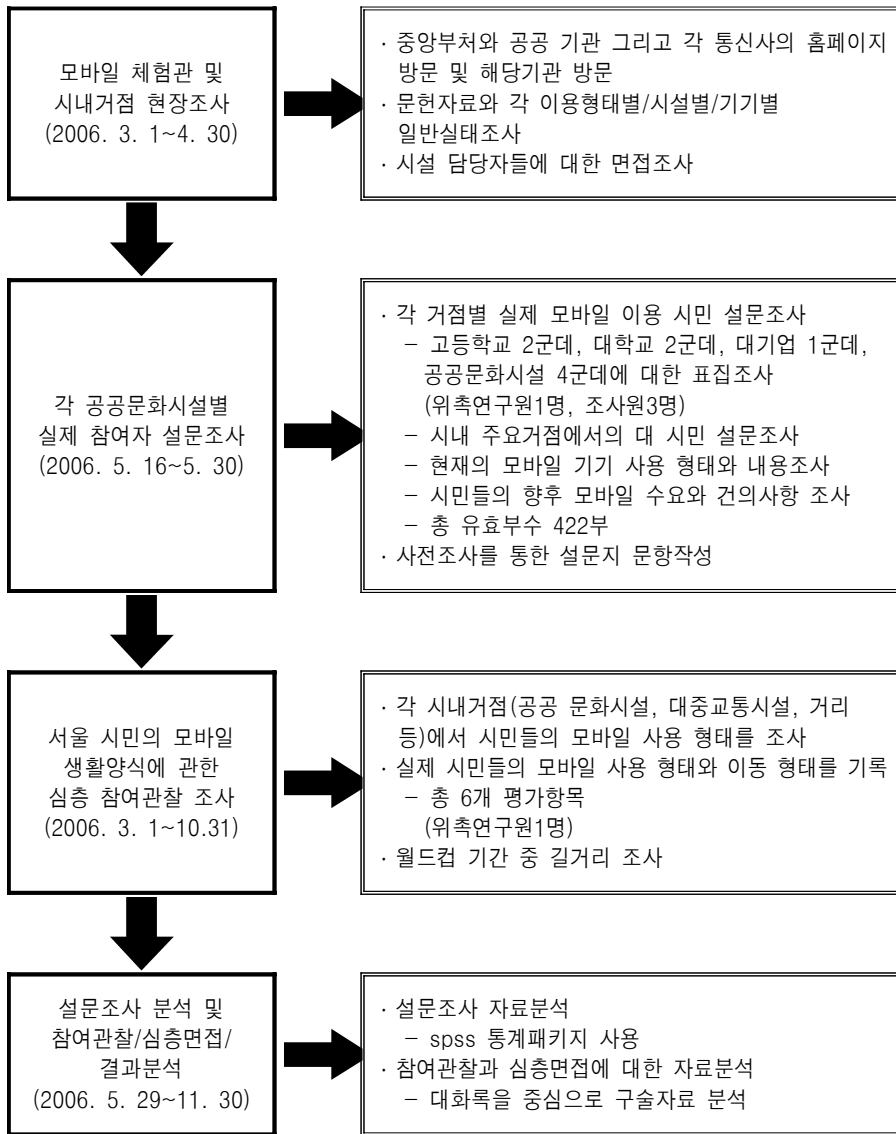 모바일 체험관 및
시내거점 현장조사
(2006. 3. 1~4. 30)
· 중앙부처와 공공 기관 그리고 각 통신사의 홈페이지
방문 및 해당기관 방문
· 문헌자료와 각 이용형태별/시설별/기기별
일반실태조사
· 시설 담당자들에 대한 면접조사
각 공공문화시설별
실제 참여자 설문조사
(2006. 5. 16~5. 30)
· 각 거점별 실제 모바일 이용 시민 설문조사
- 고등학교 2군데, 대학교 2군데, 대기업 1군데,
공공문화시설 4군데에 대한 표집조사
(위촉연구원1명, 조사원3명)
- 시내 주요거점에서의 대 시민 설문조사
- 현재의 모바일 기기 사용 형태와 내용조사
- 시민들의 향후 모바일 수요와 건의사항 조사
- 총 유효부수 422부
· 사전조사를 통한 설문지 문항작성
서울 시민의 모바일
생활양식에 관한
심층 참여관찰 조사
(2006. 3. 1~10.31)
· 각 시내거점(공공 문화시설, 대중교통시설, 거리
등)에서 시민들의 모바일 사용 형태를 조사
· 실제 시민들의 모바일 사용 형태와 이동 형태를 기록
- 총 6개 평가항목
(위촉연구원1명)
· 월드컵 기간 중 길거리 조사
설문조사 분석 및
참여관찰/심층면접/
결과분석
(2006. 5. 29~11. 30)
· 설문조사 자료분석
- spss 통계패키지 사용
· 참여관찰과 심층면접에 대한 자료분석
- 대화록을 중심으로 구술자료 분석